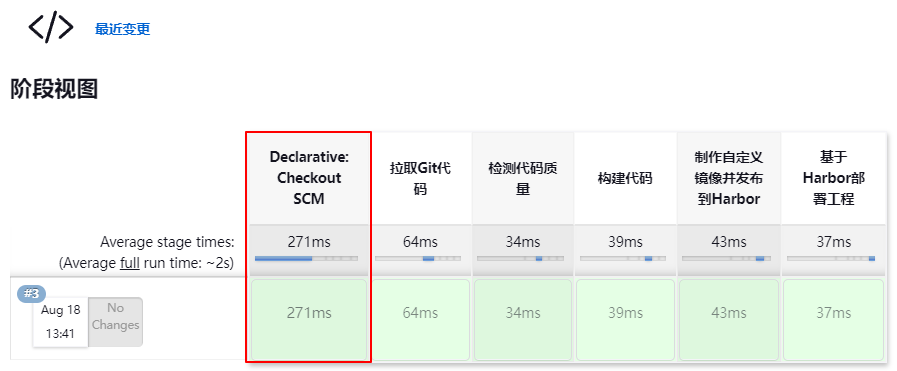 </> 最近变更
阶段视图
Declarative:
Checkout
SCM
拉取Git代
码
检测代码质
量
构建代码
制作自定义
镜像并发布
到Harbor
基于
Harbor部
署工程
Average stage times:
(Average full run time: ~2s)
271ms
64ms
34ms
39ms
43ms
37ms
#3
Aug 18
13:41
No
Changes
271ms
64ms
34ms
39ms
43ms
37ms